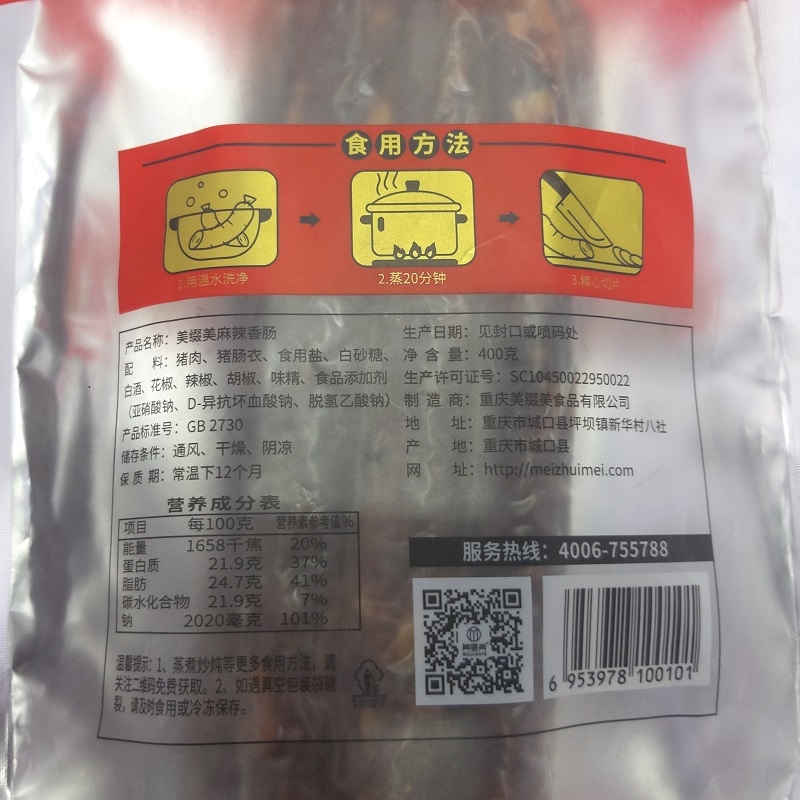 食用方法
1.用温水洗净
2.蒸20分钟
3.精心切片
产品名称：美缀美麻辣香肠
配 料：猪肉、猪肠衣、食用盐、白砂糖、
白酒、花椒、辣椒、胡椒、味精、食品添加剂
（亚硝酸钠、D-异抗坏血酸钠、脱氢乙酸钠）
产品标准号：GB 2730
储存条件：通风、干燥、阴凉
保 质 期：常温下12个月
生产日期：见封口或喷码处
净 含 量：400克
生产许可证号：SC10450022950022
制 造 商：重庆美缀美食品有限公司
地 址：重庆市城口县坪坝镇新华村八社
产 地：重庆市城口县
网 址：http://meizhuimei.com
营养成分表
项目 每100克 营养素参考值%
能量 1658千焦 20%
蛋白质 21.9克 37%
脂肪 24.7克 41%
碳水化合物 21.9克 7%
钠 2020毫克 101%
温馨提示：1、蒸煮炒炖等更多食用方法，请
关注二维码免费获取。2、如遇真空包装袋破
裂，请及时食用或冷冻保存。
服务热线：4006-755788
美缀美
6 953978 100101